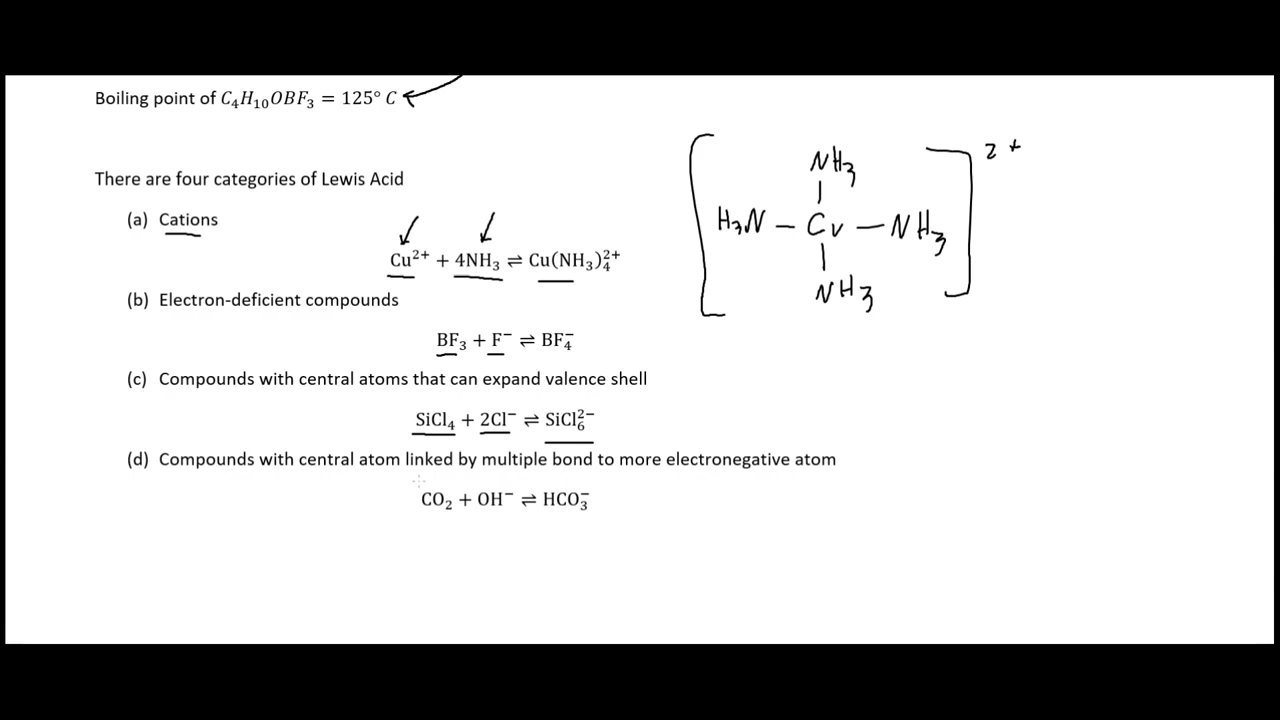 Boiling point of C₄H₁₀OBF₃ = 125° C
There are four categories of Lewis Acid
(a) Cations
Cu²⁺ + 4NH₃ ⇌ Cu(NH₃)₄²⁺
(b) Electron-deficient compounds
BF₃ + F⁻ ⇌ BF₄⁻
(c) Compounds with central atoms that can expand valence shell
SiCl₄ + 2Cl⁻ ⇌ SiCl₆²⁻
(d) Compounds with central atom linked by multiple bond to more electronegative atom
CO₂ + OH⁻ ⇌ HCO₃⁻
2+
NH₃
H₃N – Cu – NH₃
NH₃